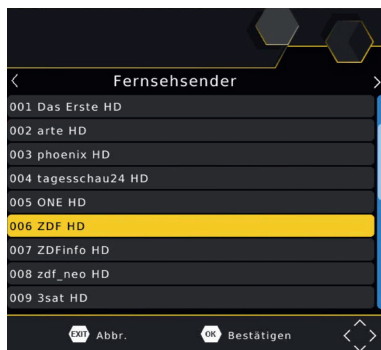 Fernsehsender
001 Das Erste HD
002 arte HD
003 phoenix HD
004 tagesschau24 HD
005 ONE HD
006 ZDF HD
007 ZDFinfo HD
008 zdf_neo HD
009 3sat HD
EXIT Abbr. OK Bestätigen